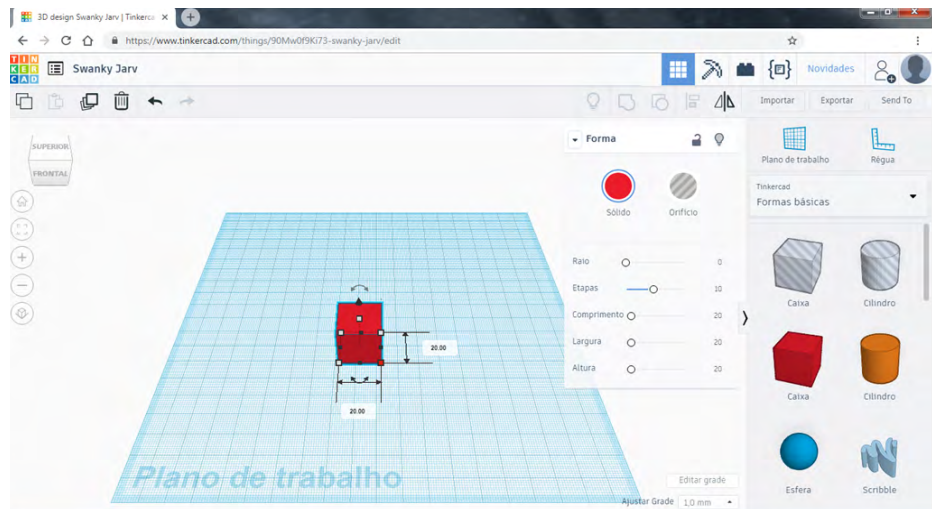 3D design Swanky Jarv | Tinkerc
https://www.tinkercad.com/things/90Mw0f9Ki73-swanky-jarv/edit
TIN
KER
CAD
Swanky Jarv
Novidades
Importar
Exportar
Send To
SUPERIOR
FRONTAL
Forma
Sólido
Orifício
Raio
0
Etapas
10
Comprimento
20
Largura
20
Altura
20
20.00
20.00
Plano de trabalho
Editar grade
Ajustar Grade
1,0 mm
Plano de trabalho
Régua
Tinkercad
Formas básicas
Caixa
Cilindro
Caixa
Cilindro
Esfera
Scribble